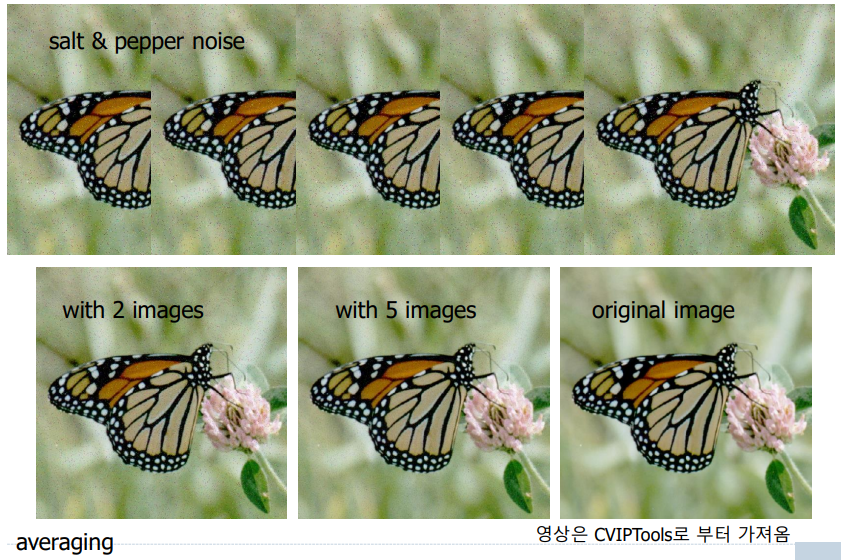 salt & pepper noise
with 2 images
with 5 images
original image
영상은 CVIPTools로 부터 가져옴
averaging